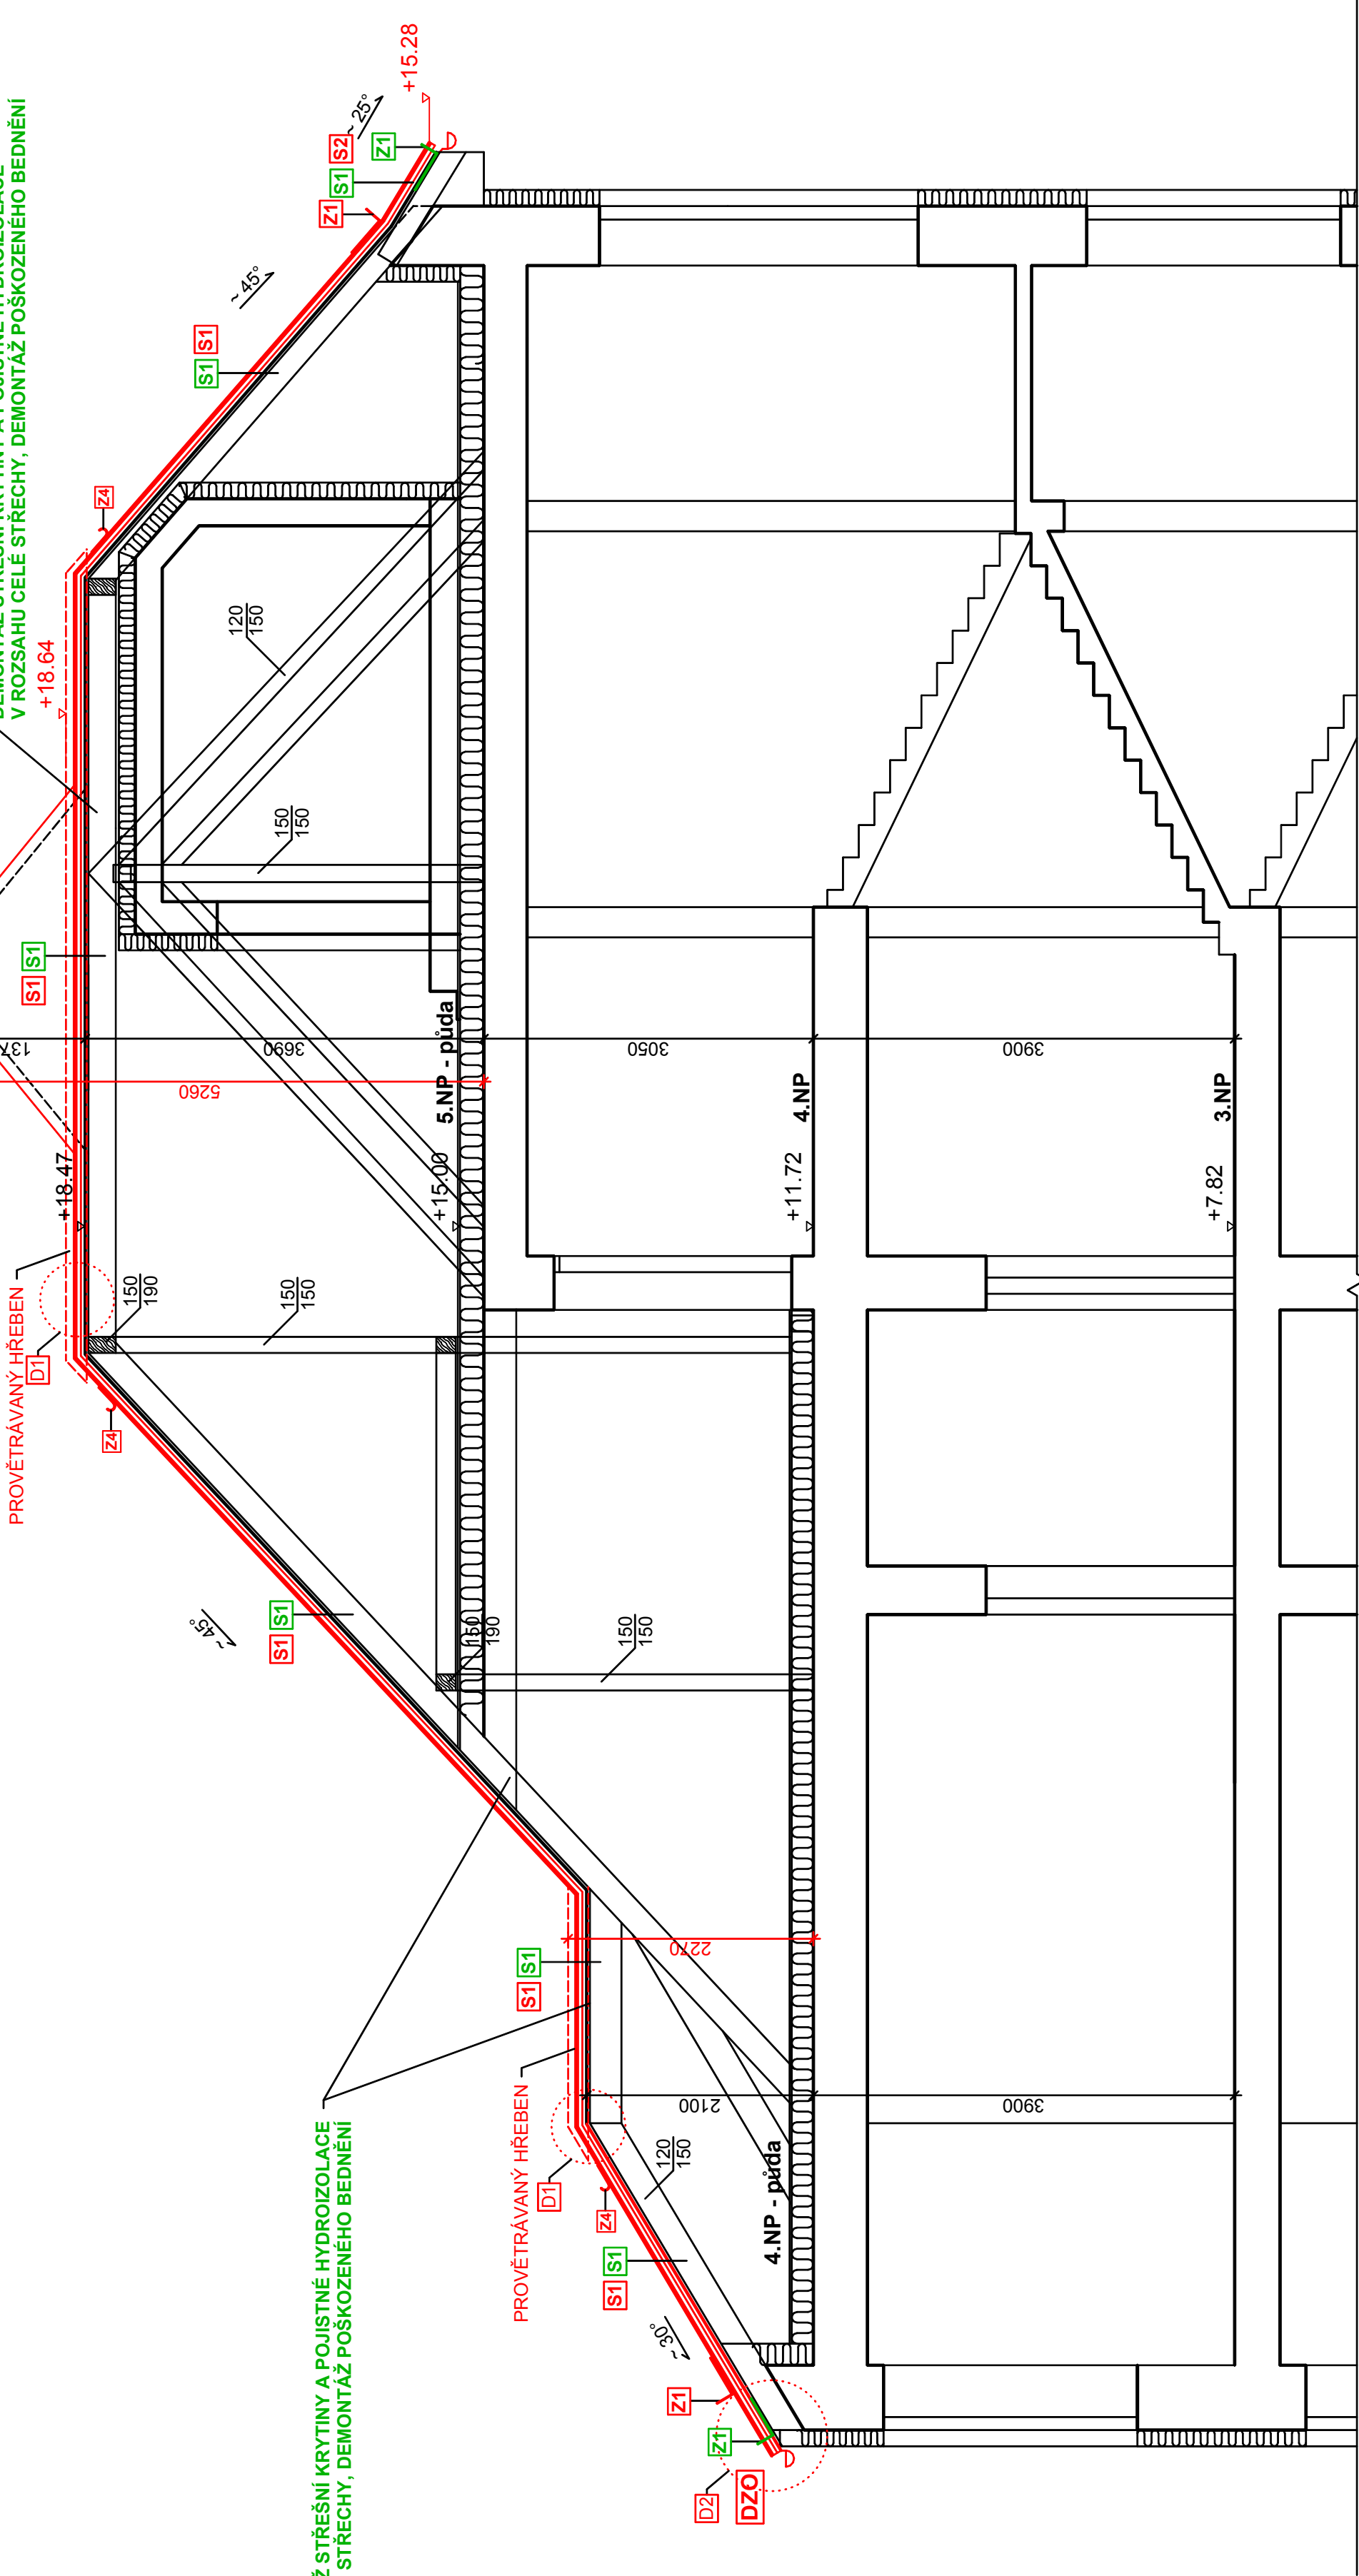 V ROZSAHU CELÉ STŘECHY, DEMONTÁŽ POŠKOZENÉHO BEDNĚNÍ
+15.28
~ 25°
S1 S2
Z1
Z1
~ 45°
S1 S1
Z4
+18.64
120
150
150
150
S1 S1
3690
5260
3050
3900
5.NP - půda
+15.00
4.NP
+11.72
3.NP
+7.82
+18.47
PROVĚTRÁVANÝ HŘEBEN
D1
150
190
150
150
Z4
~ 45°
S1 S1
150
190
150
150
S1 S1
2270
PROVĚTRÁVANÝ HŘEBEN
D1
Z4
120
150
2100
3900
4.NP - půda
S1 S1
~ 30°
Z1
Z1
D2
DZO
STŘEŠNÍ KRYTINY A POJISTNÉ HYDROIZOLACE
STŘECHY, DEMONTÁŽ POŠKOZENÉHO BEDNĚNÍ